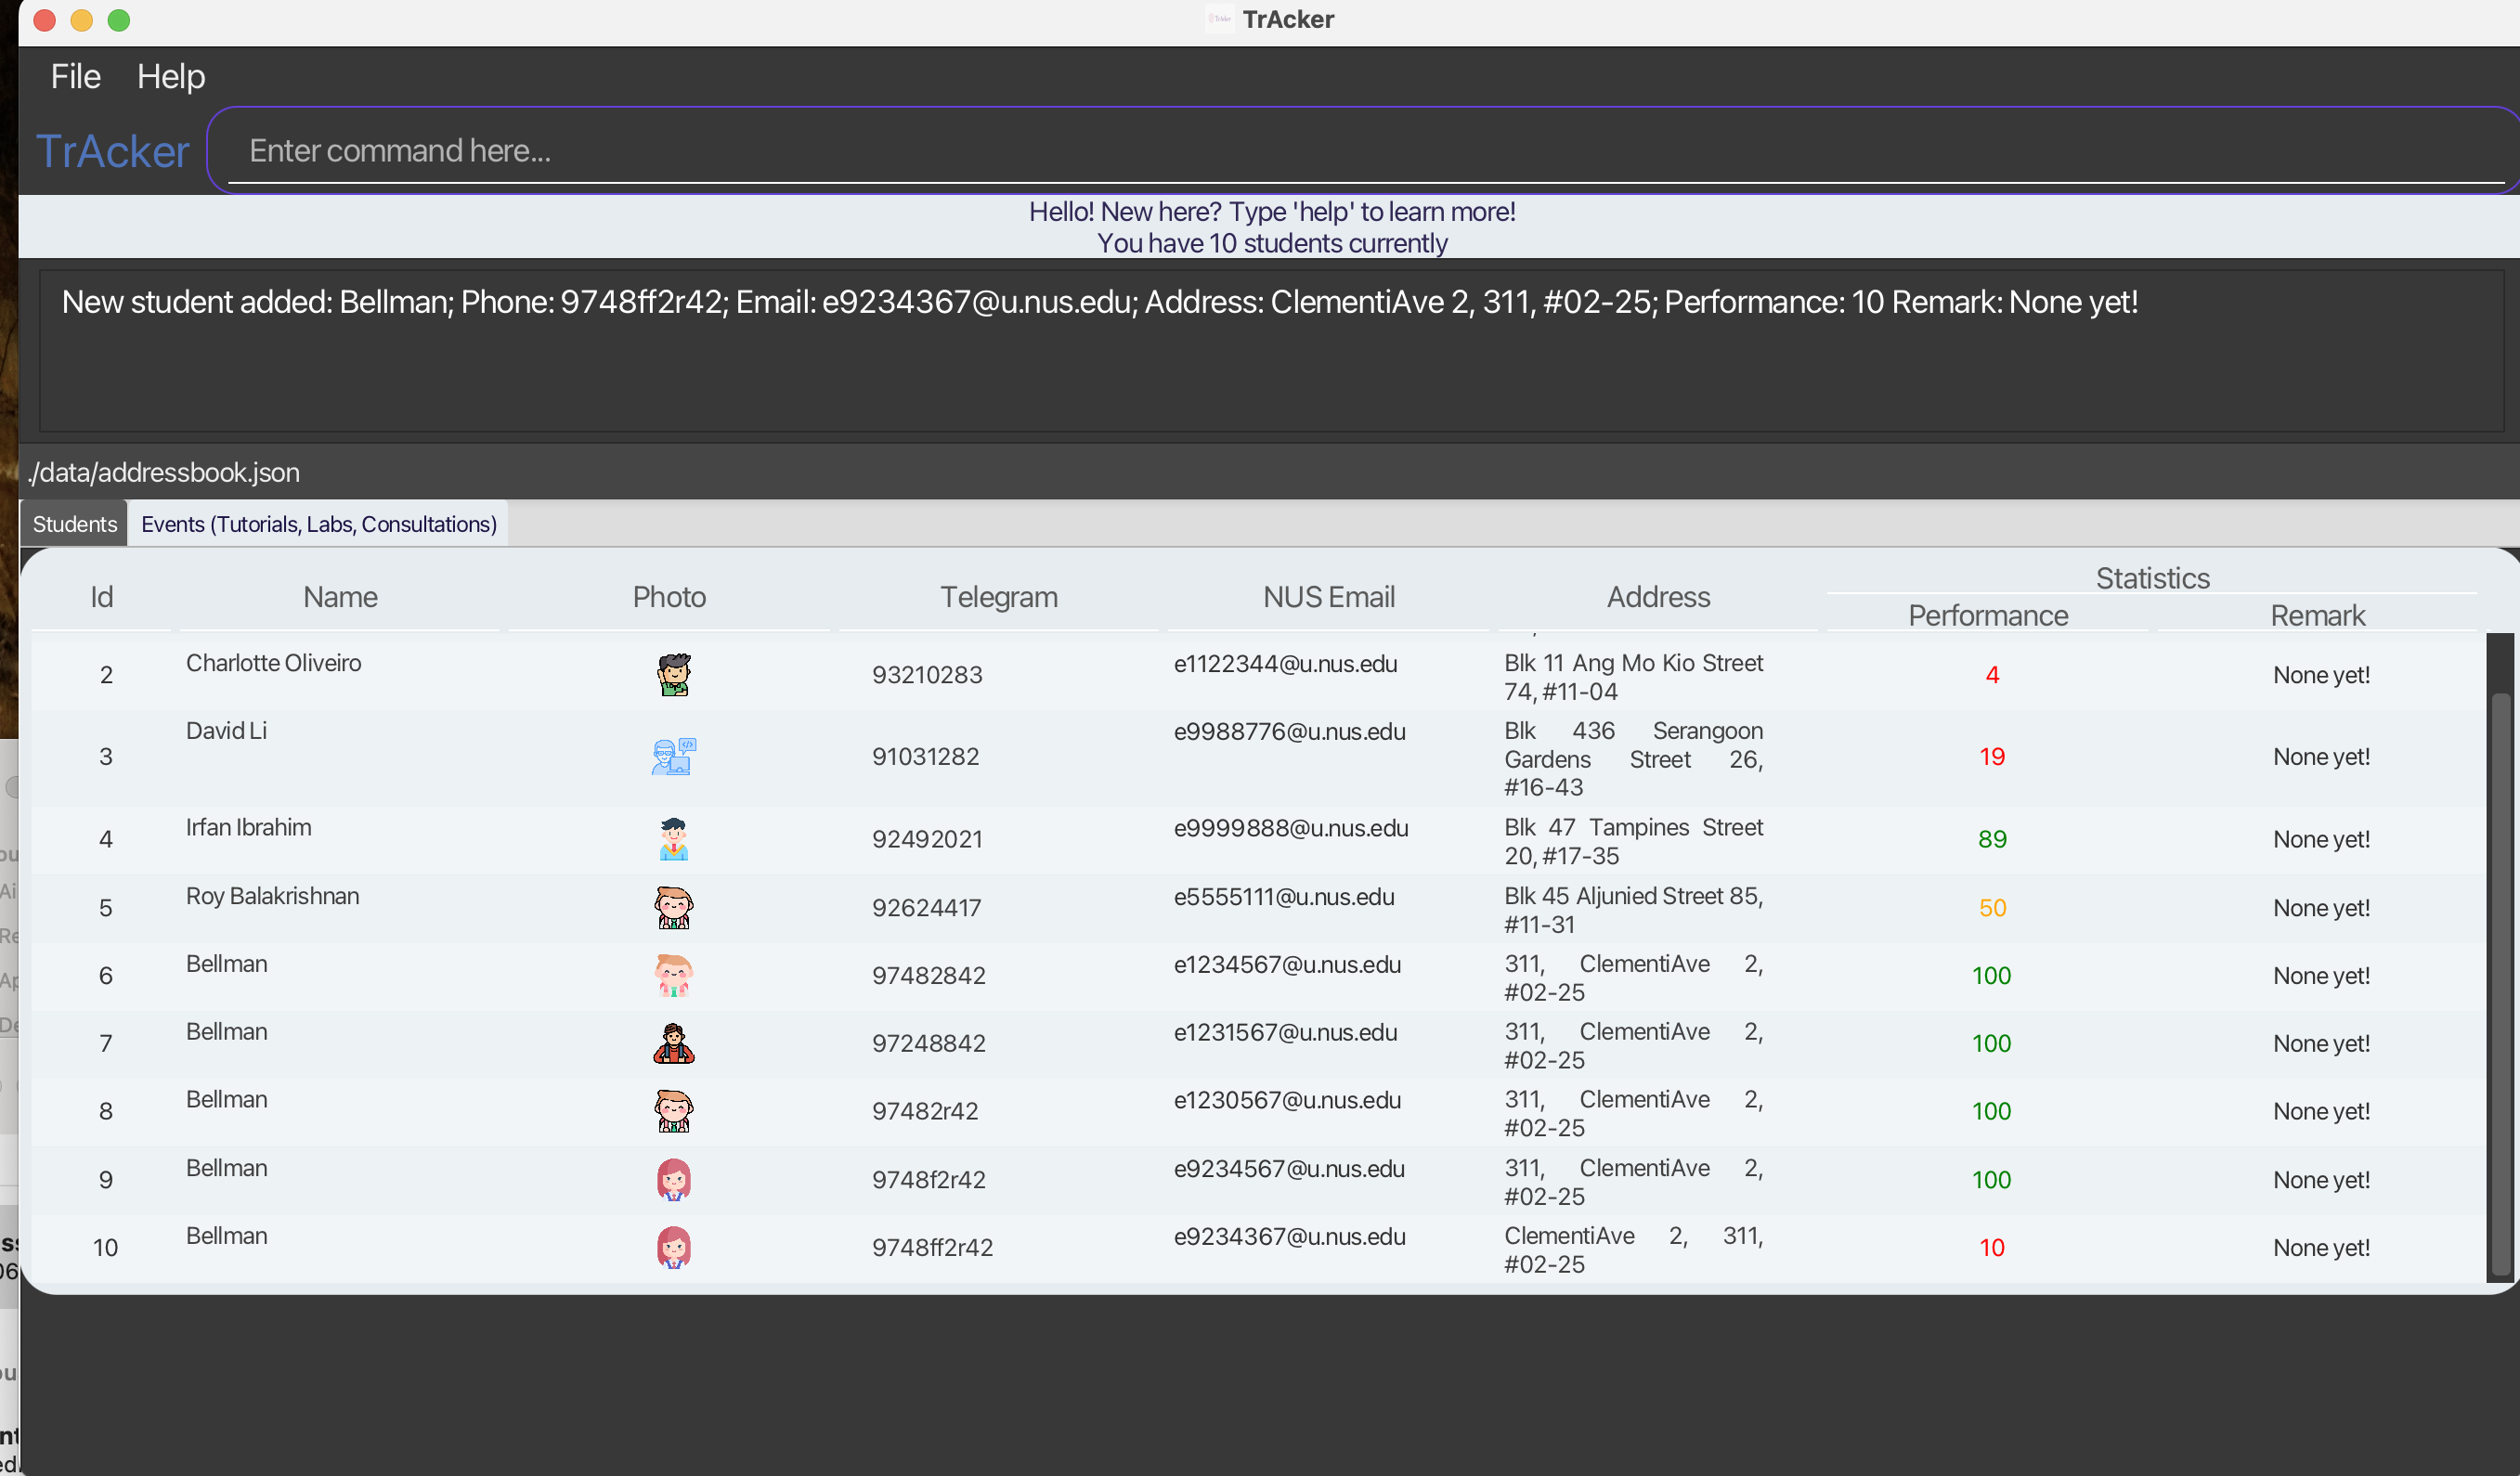 TrAcker
File Help
TrAcker Enter command here...
Hello! New here? Type 'help' to learn more!
You have 10 students currently
New student added: Bellman; Phone: 9748ff2r42; Email: e9234367@u.nus.edu; Address: ClementiAve 2, 311, #02-25; Performance: 10 Remark: None yet!
./data/addressbook.json
Students Events (Tutorials, Labs, Consultations)
Id Name Photo Telegram NUS Email Address Statistics
Performance Remark
2 Charlotte Oliveiro 93210283 e1122344@u.nus.edu Blk 11 Ang Mo Kio Street
74, #11-04 4 None yet!
3 David Li 91031282 e9988776@u.nus.edu Blk 436 Serangoon
Gardens Street 26,
#16-43 19 None yet!
4 Irfan Ibrahim 92492021 e9999888@u.nus.edu Blk 47 Tampines Street
20, #17-35 89 None yet!
5 Roy Balakrishnan 92624417 e5555111@u.nus.edu Blk 45 Aljunied Street 85,
#11-31 50 None yet!
6 Bellman 97482842 e1234567@u.nus.edu 311, ClementiAve 2,
#02-25 100 None yet!
7 Bellman 97248842 e1231567@u.nus.edu 311, ClementiAve 2,
#02-25 100 None yet!
8 Bellman 97482r42 e1230567@u.nus.edu 311, ClementiAve 2,
#02-25 100 None yet!
9 Bellman 9748f2r42 e9234567@u.nus.edu 311, ClementiAve 2,
#02-25 100 None yet!
10 Bellman 9748ff2r42 e9234367@u.nus.edu ClementiAve 2, 311,
#02-25 10 None yet!